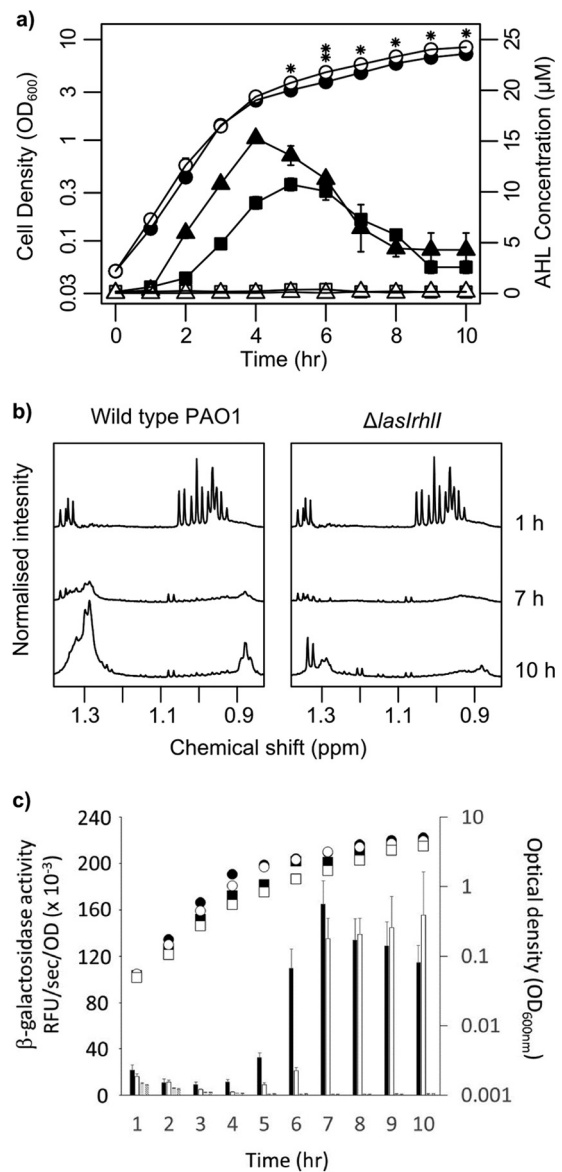 a)
Cell Density (OD600)
10
3
1
0.3
0.1
0.03
* ** * * * *
25
20
15
10
5
0
AHL Concentration (µM)
0 2 4 6 8 10
Time (hr)
b)
Wild type PAO1
ΔlasIrhlI
Normalised intesnity
1 h
7 h
10 h
1.3 1.1 0.9
1.3 1.1 0.9
Chemical shift (ppm)
c)
β-galactosidase activity
RFU/sec/OD (x 10-3)
240
200
160
120
80
40
0
10
1
0.1
0.01
0.001
Optical density (OD600nm)
1 2 3 4 5 6 7 8 9 10
Time (hr)